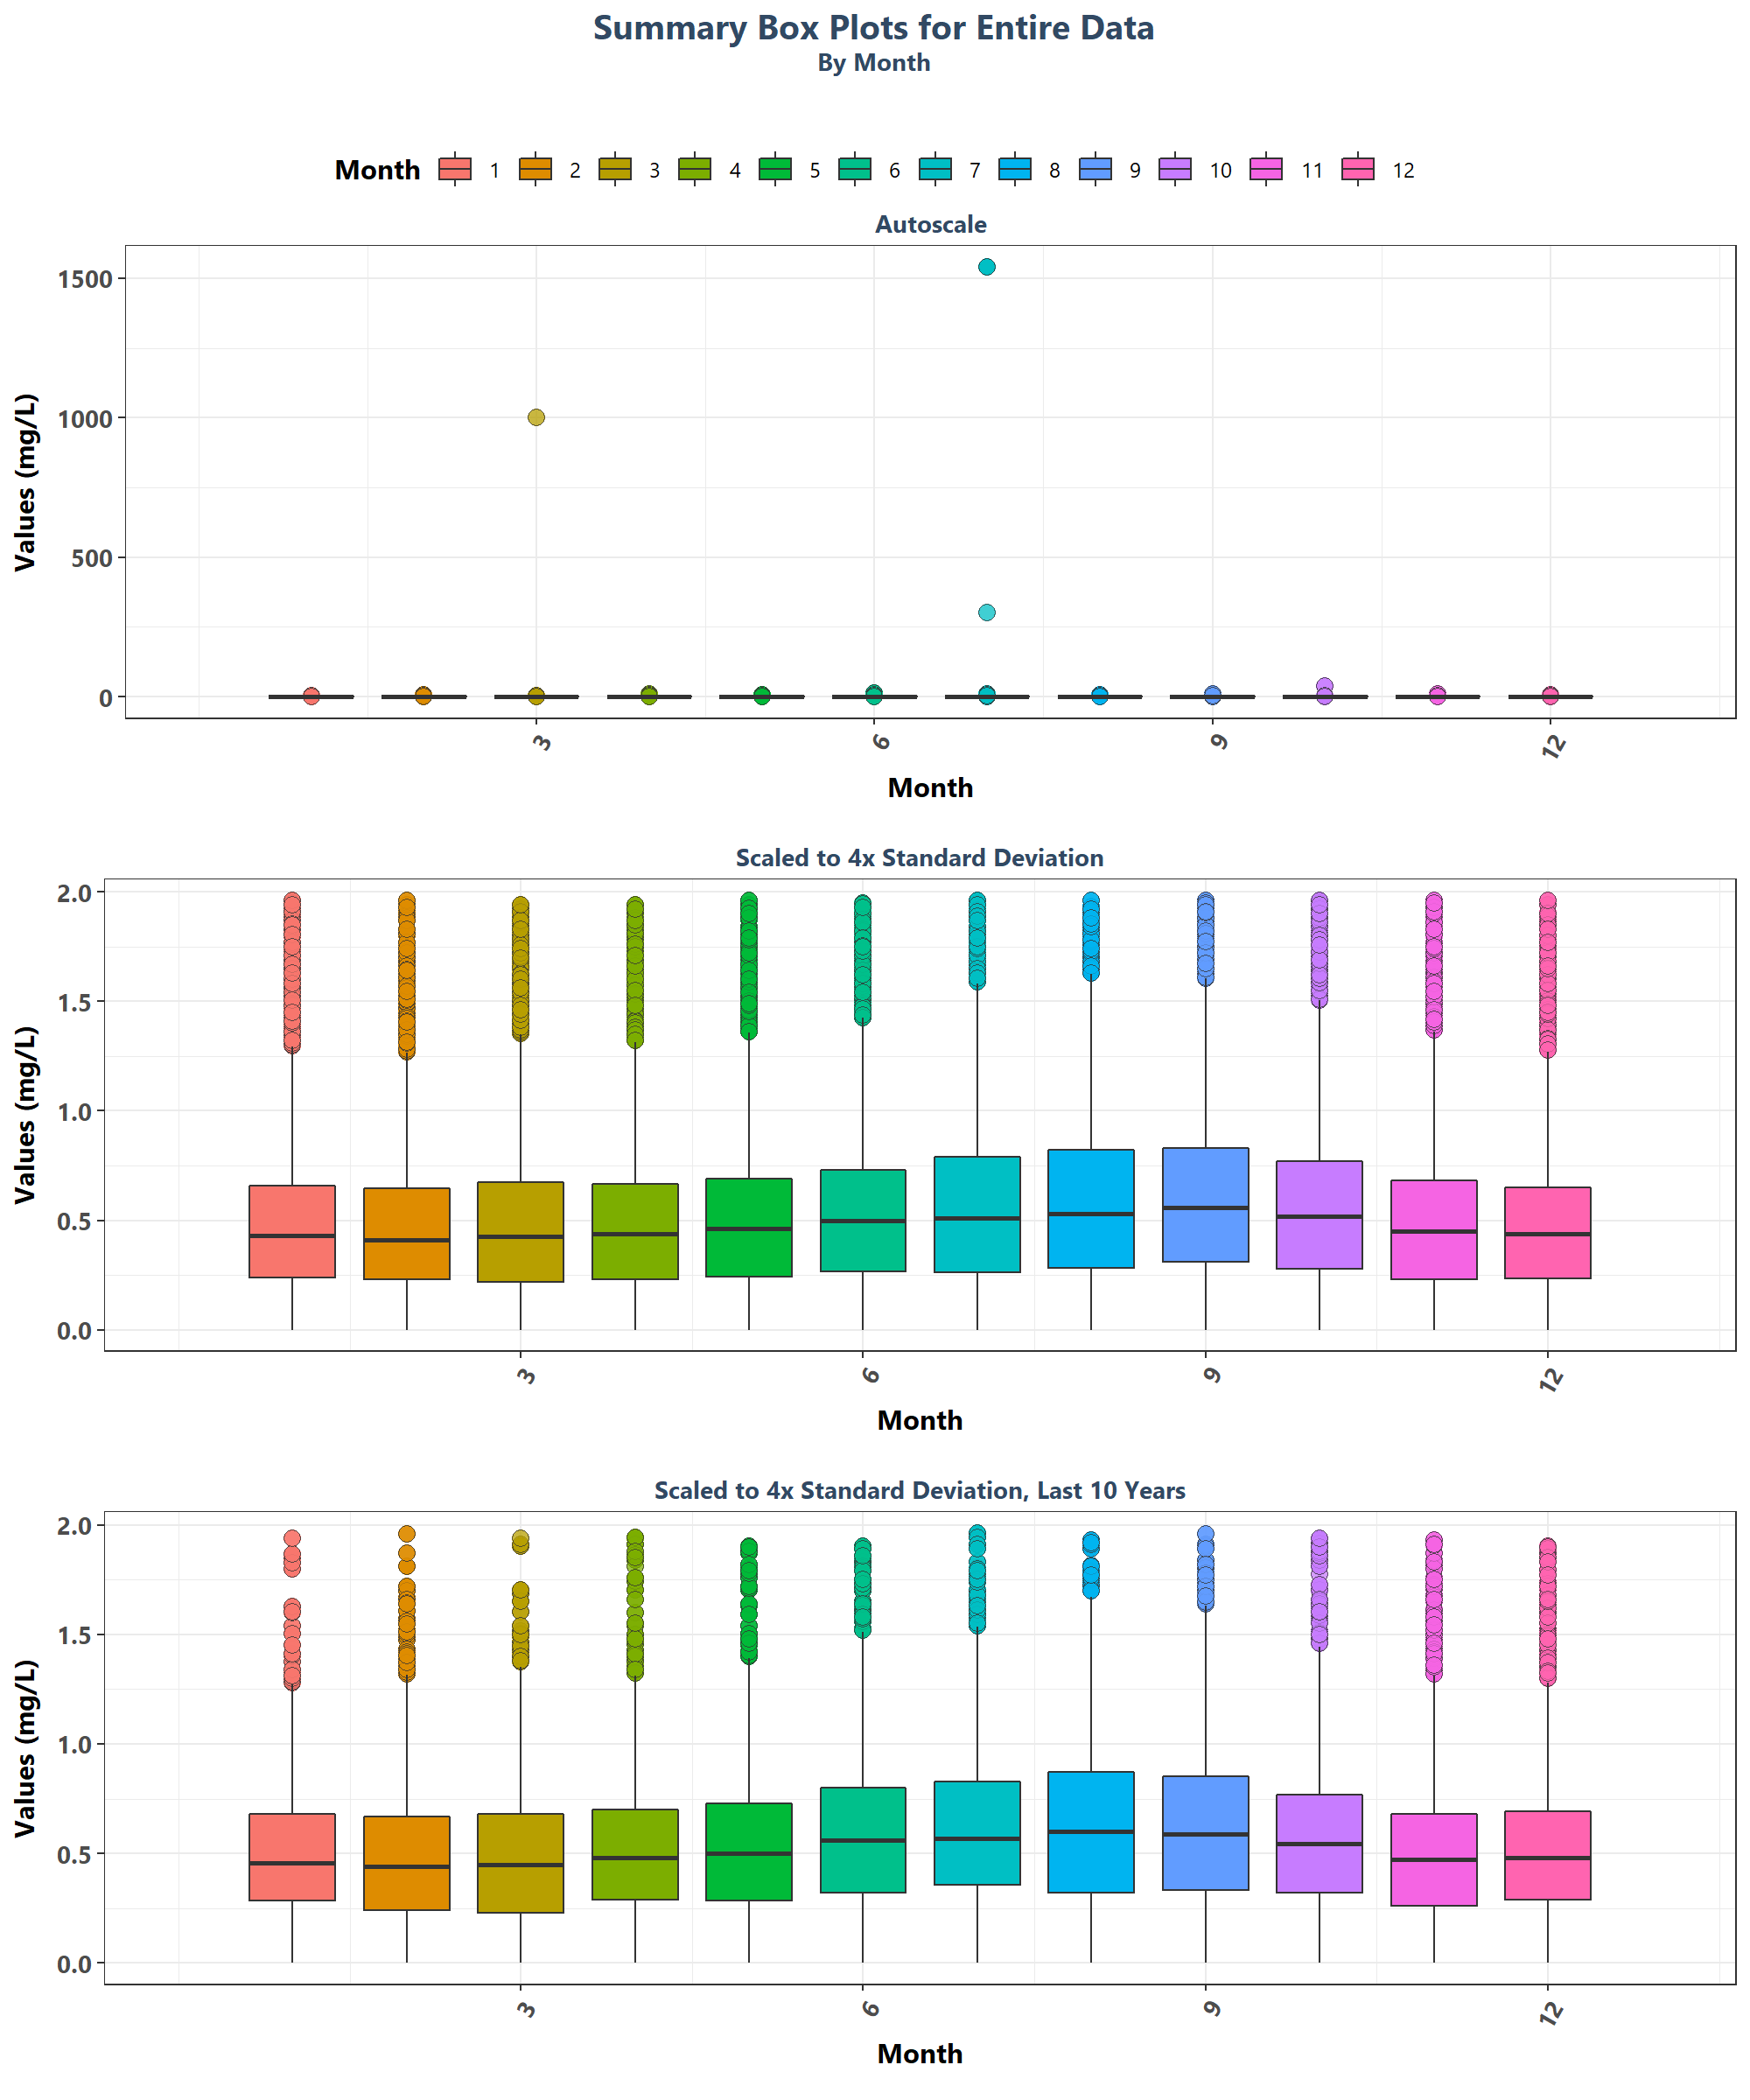 Summary Box Plots for Entire Data
By Month
Month 1 2 3 4 5 6 7 8 9 10 11 12
Autoscale
Values (mg/L)
1500
1000
500
0
3 6 9 12
Month
Scaled to 4x Standard Deviation
Values (mg/L)
2.0
1.5
1.0
0.5
0.0
3 6 9 12
Month
Scaled to 4x Standard Deviation, Last 10 Years
Values (mg/L)
2.0
1.5
1.0
0.5
0.0
3 6 9 12
Month